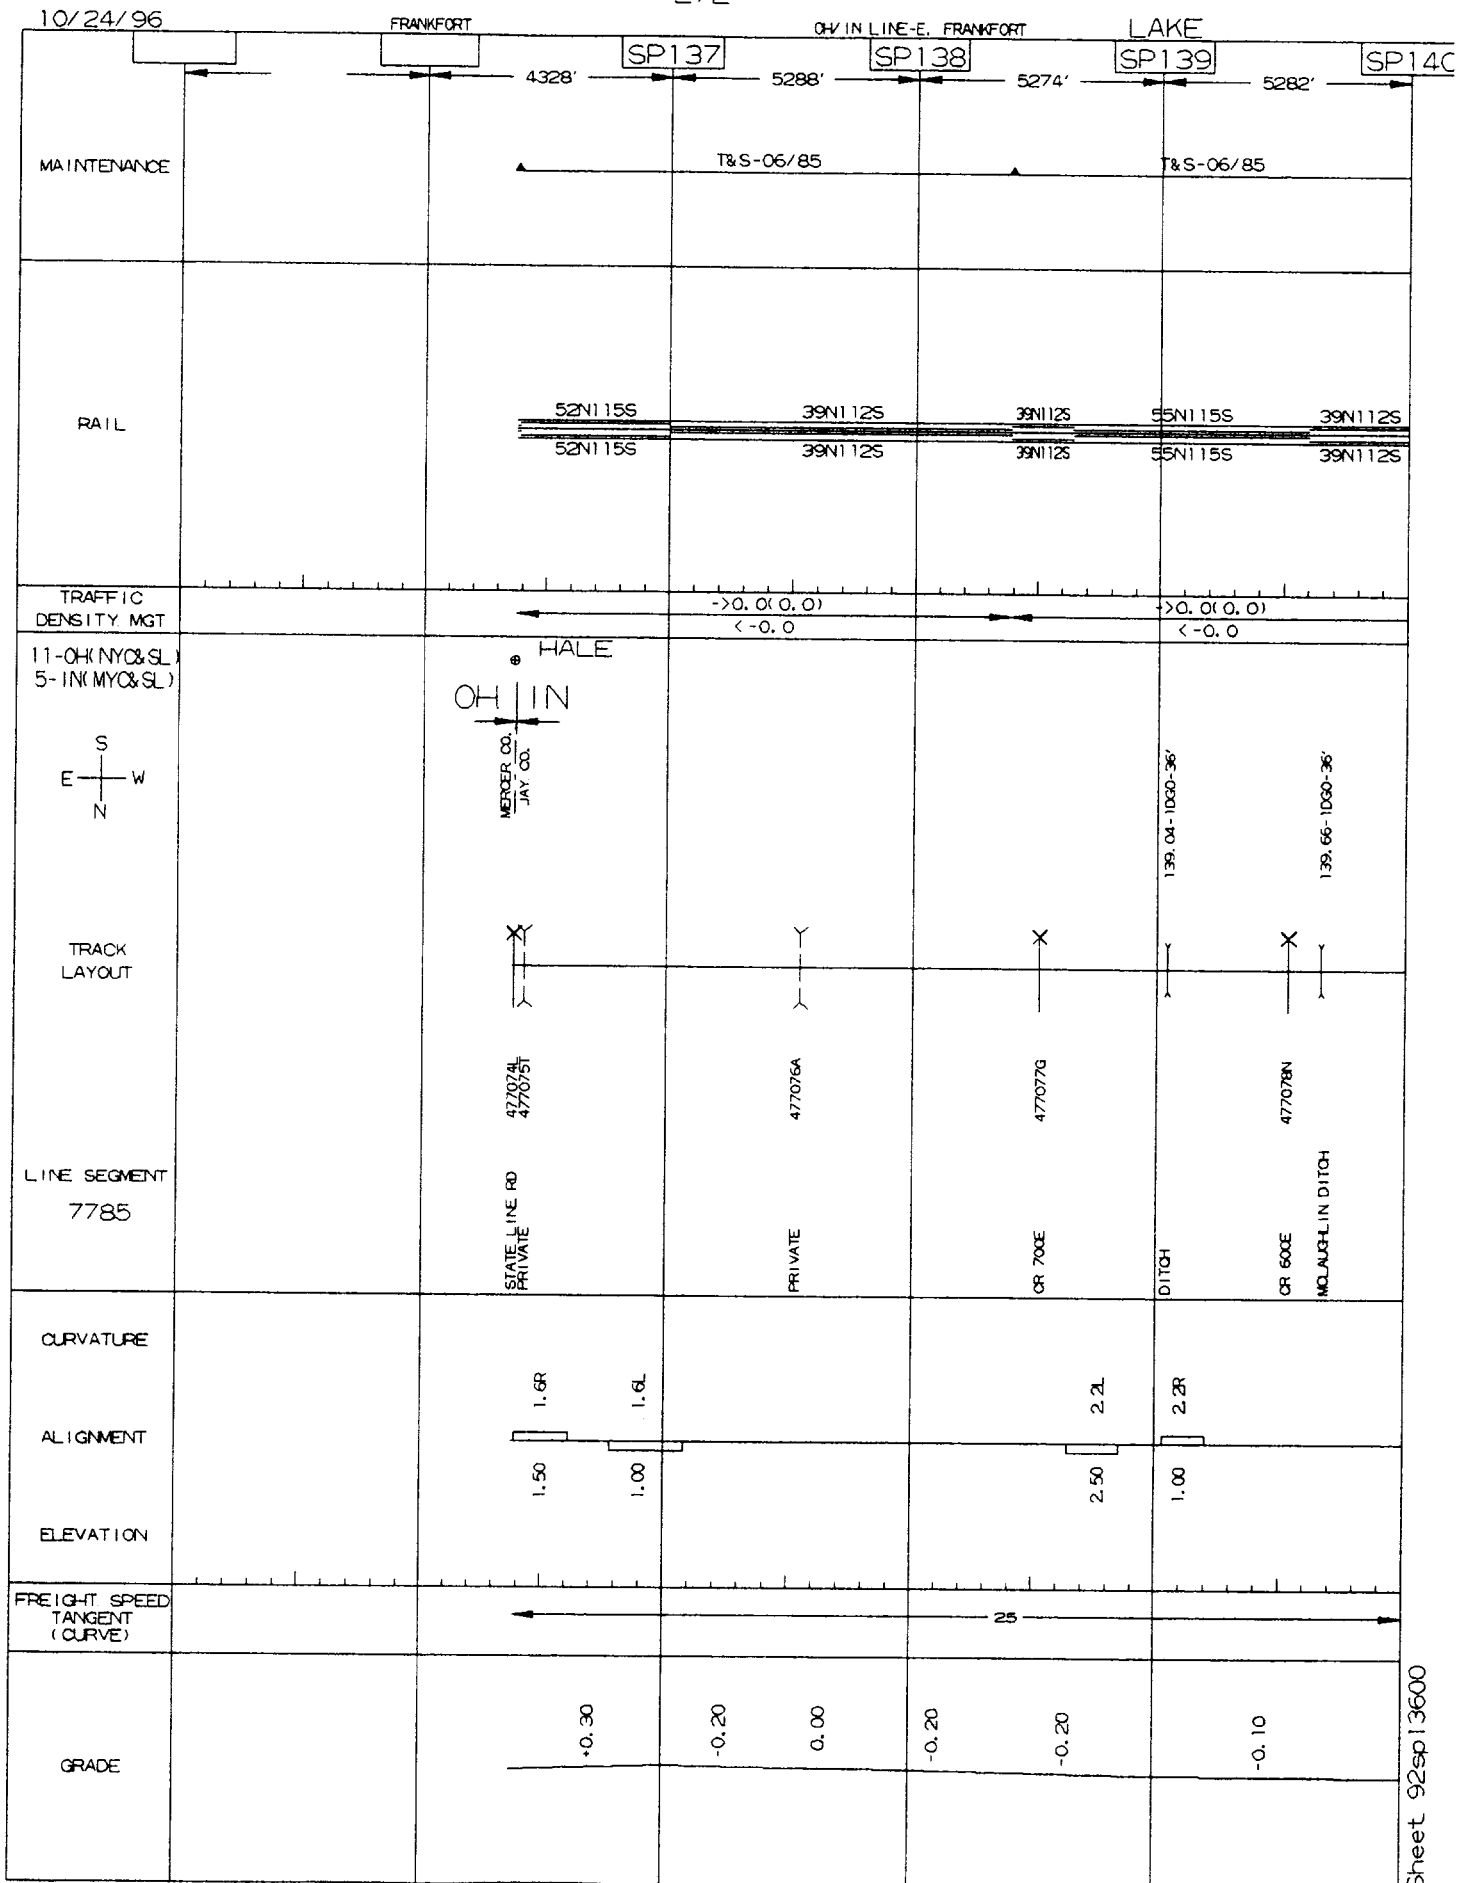 10/24/96
FRANKFORT
OH/IN LINE-E. FRANKFORT
LAKE
SP137
SP138
SP139
4328'
5288'
5274'
5282'
MAINTENANCE
T&S-06/85
T&S-06/85
RAIL
52N115S
39N112S
39N112S
55N115S
39N112S
52N115S
39N112S
39N112S
55N115S
39N112S
TRAFFIC
DENSITY MGT
->0.0(0.0)
<-0.0
->0.0(0.0)
<-0.0
11-OH(NYC&SL)
5-IN(MYC&SL)
HALE
OH IN
MERCER CO.
JAY CO.
S
E W
N
139.04-1DGO-36'
139.66-1DGO-36'
TRACK
LAYOUT
477074L
477075T
477076A
477077G
477078N
LINE SEGMENT
7785
STATE LINE RD
PRIVATE
PRIVATE
CR 700E
DITCH
CR 600E
MCLAUGHLIN DITCH
CURVATURE
1.6R
1.6L
2.2L
2.2R
ALIGNMENT
1.50
1.00
2.50
1.00
ELEVATION
FREIGHT SPEED
TANGENT
(CURVE)
25
GRADE
+0.30
-0.20
0.00
-0.20
-0.20
-0.10
Sheet 92sp13600